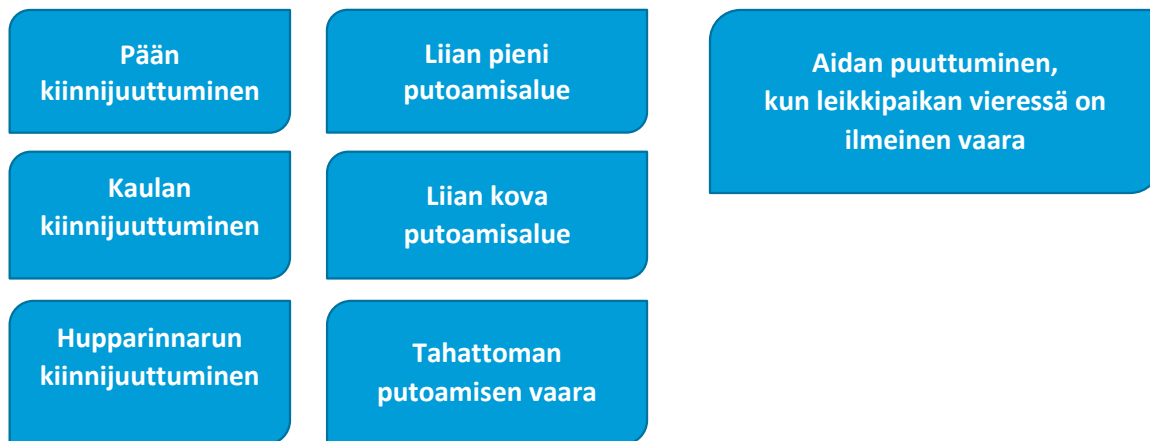 Pään
kiinnijuuttuminen
Kaulan
kiinnijuuttuminen
Hupparinnarun
kiinnijuuttuminen
Liian pieni
putoamisalue
Liian kova
putoamisalue
Tahattoman
putoamisen vaara
Aidan puuttuminen,
kun leikkipaikan vieressä on
ilmeinen vaara